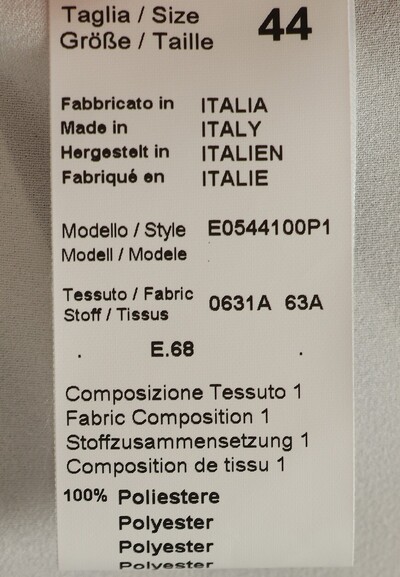 Taglia / Size 44
Größe / Taille
Fabbricato in ITALIA
Made in ITALY
Hergestelt in ITALIEN
Fabriqué en ITALIE
Modello / Style E0544100P1
Modell / Modele
Tessuto / Fabric 0631A 63A
Stoff / Tissus
. E.68 .
Composizione Tessuto 1
Fabric Composition 1
Stoffzusammensetzung 1
Composition de tissu 1
100% Poliestere
Polyester
Polyester
Polyester